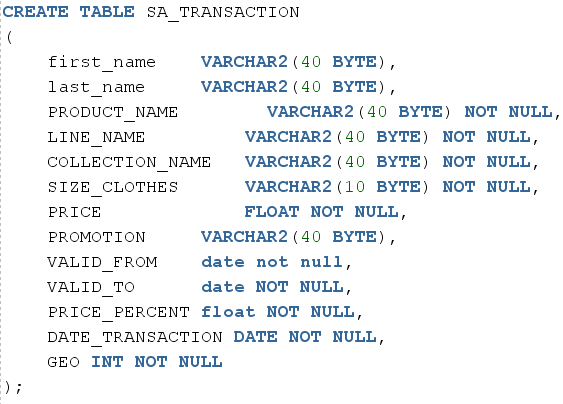 CREATE TABLE SA_TRANSACTION
(
first_name VARCHAR2(40 BYTE),
last_name VARCHAR2(40 BYTE),
PRODUCT_NAME VARCHAR2(40 BYTE) NOT NULL,
LINE_NAME VARCHAR2(40 BYTE) NOT NULL,
COLLECTION_NAME VARCHAR2(40 BYTE) NOT NULL,
SIZE_CLOTHES VARCHAR2(10 BYTE) NOT NULL,
PRICE FLOAT NOT NULL,
PROMOTION VARCHAR2(40 BYTE),
VALID_FROM date not null,
VALID_TO date NOT NULL,
PRICE_PERCENT float NOT NULL,
DATE_TRANSACTION DATE NOT NULL,
GEO INT NOT NULL
);